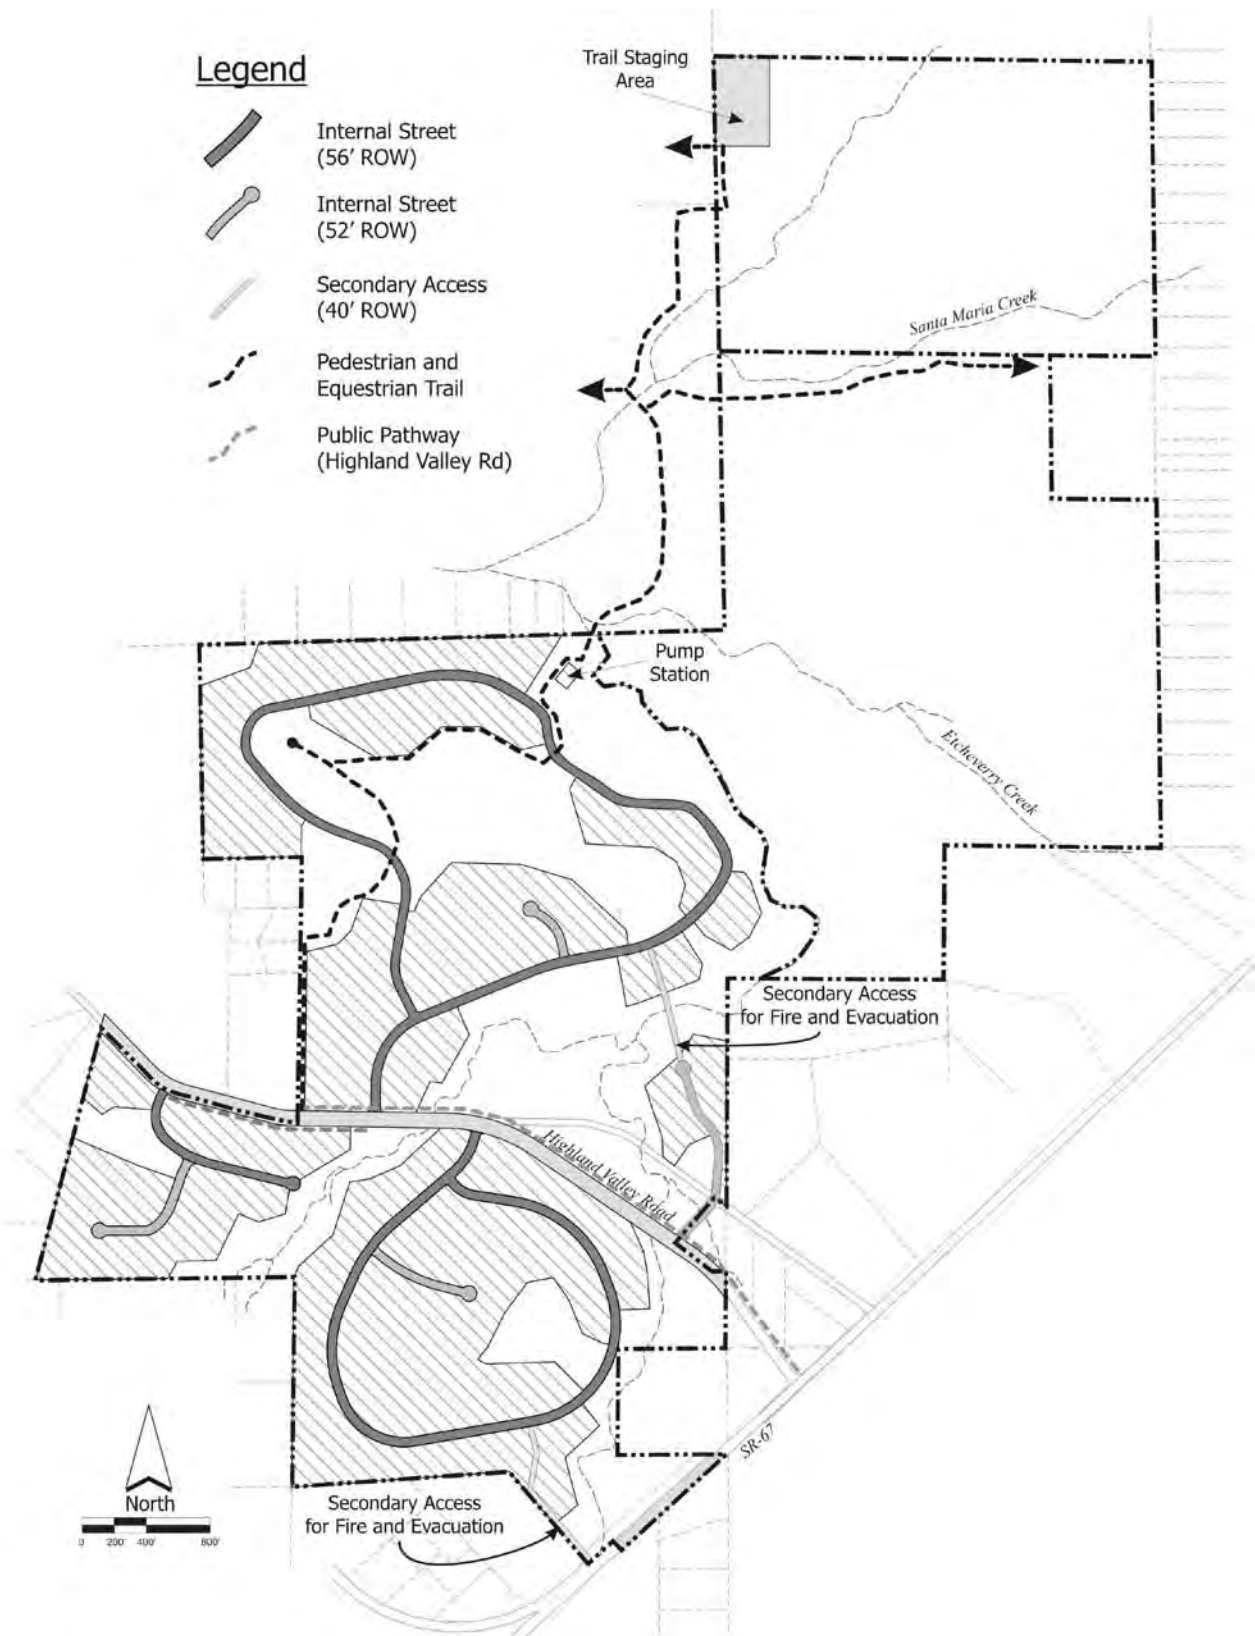 Legend
Internal Street
(56' ROW)
Internal Street
(52' ROW)
Secondary Access
(40' ROW)
Pedestrian and
Equestrian Trail
Public Pathway
(Highland Valley Rd)
Trail Staging
Area
Santa Maria Creek
Pump
Station
Etcheverry Creek
Secondary Access
for Fire and Evacuation
Highland Valley Road
SR-67
North
0 200' 400' 800'
Secondary Access
for Fire and Evacuation